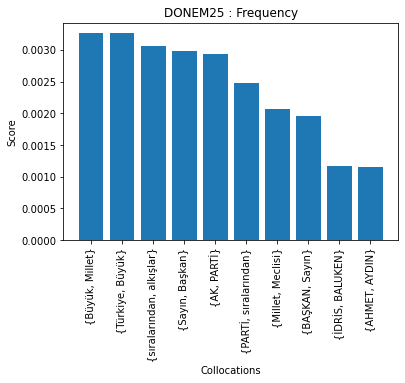 DONEM25 : Frequency
Score
0.0030
0.0025
0.0020
0.0015
0.0010
0.0005
0.0000
{Büyük, Millet}
{Türkiye, Büyük}
{sıralarından, alkışlar}
{Sayın, Başkan}
{AK, PARTİ}
{PARTİ, sıralarından}
{Millet, Meclisi}
{BAŞKAN, Sayın}
{İDRİS, BALUKEN}
{AHMET, AYDIN}
Collocations